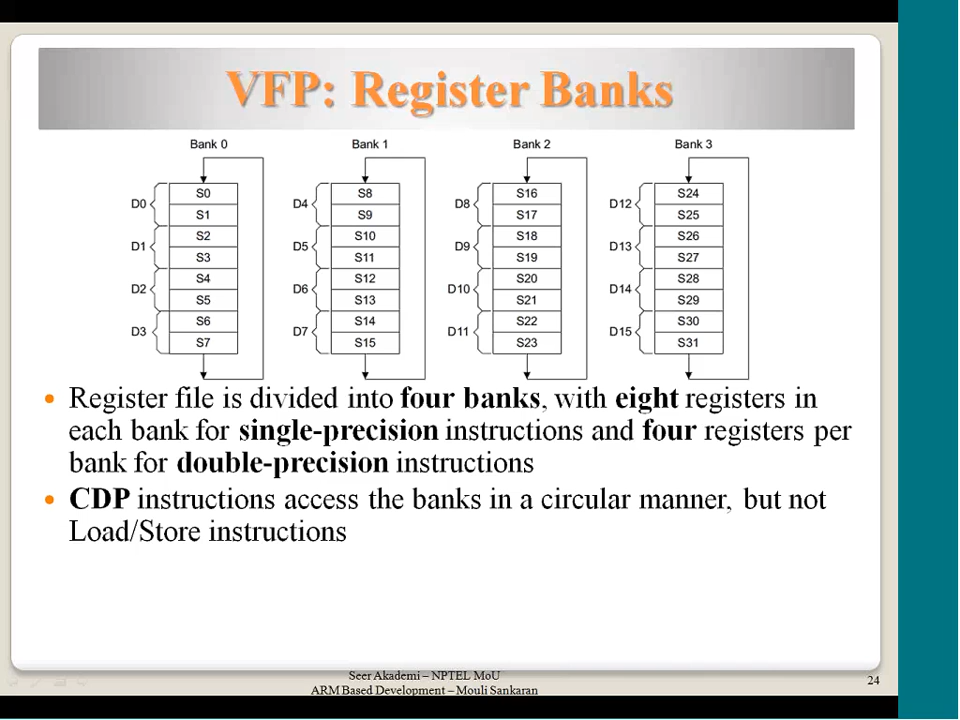 VFP: Register Banks
Bank 0 Bank 1 Bank 2 Bank 3
S0 S8 S16 S24
D0 D4 D8 D12
S1 S9 S17 S25
S2 S10 S18 S26
D1 D5 D9 D13
S3 S11 S19 S27
S4 S12 S20 S28
D2 D6 D10 D14
S5 S13 S21 S29
S6 S14 S22 S30
D3 D7 D11 D15
S7 S15 S23 S31
• Register file is divided into four banks, with eight registers in
each bank for single-precision instructions and four registers per
bank for double-precision instructions
• CDP instructions access the banks in a circular manner, but not
Load/Store instructions
Seer Akademi – NPTEL MoU
ARM Based Development – Mouli Sankaran
24